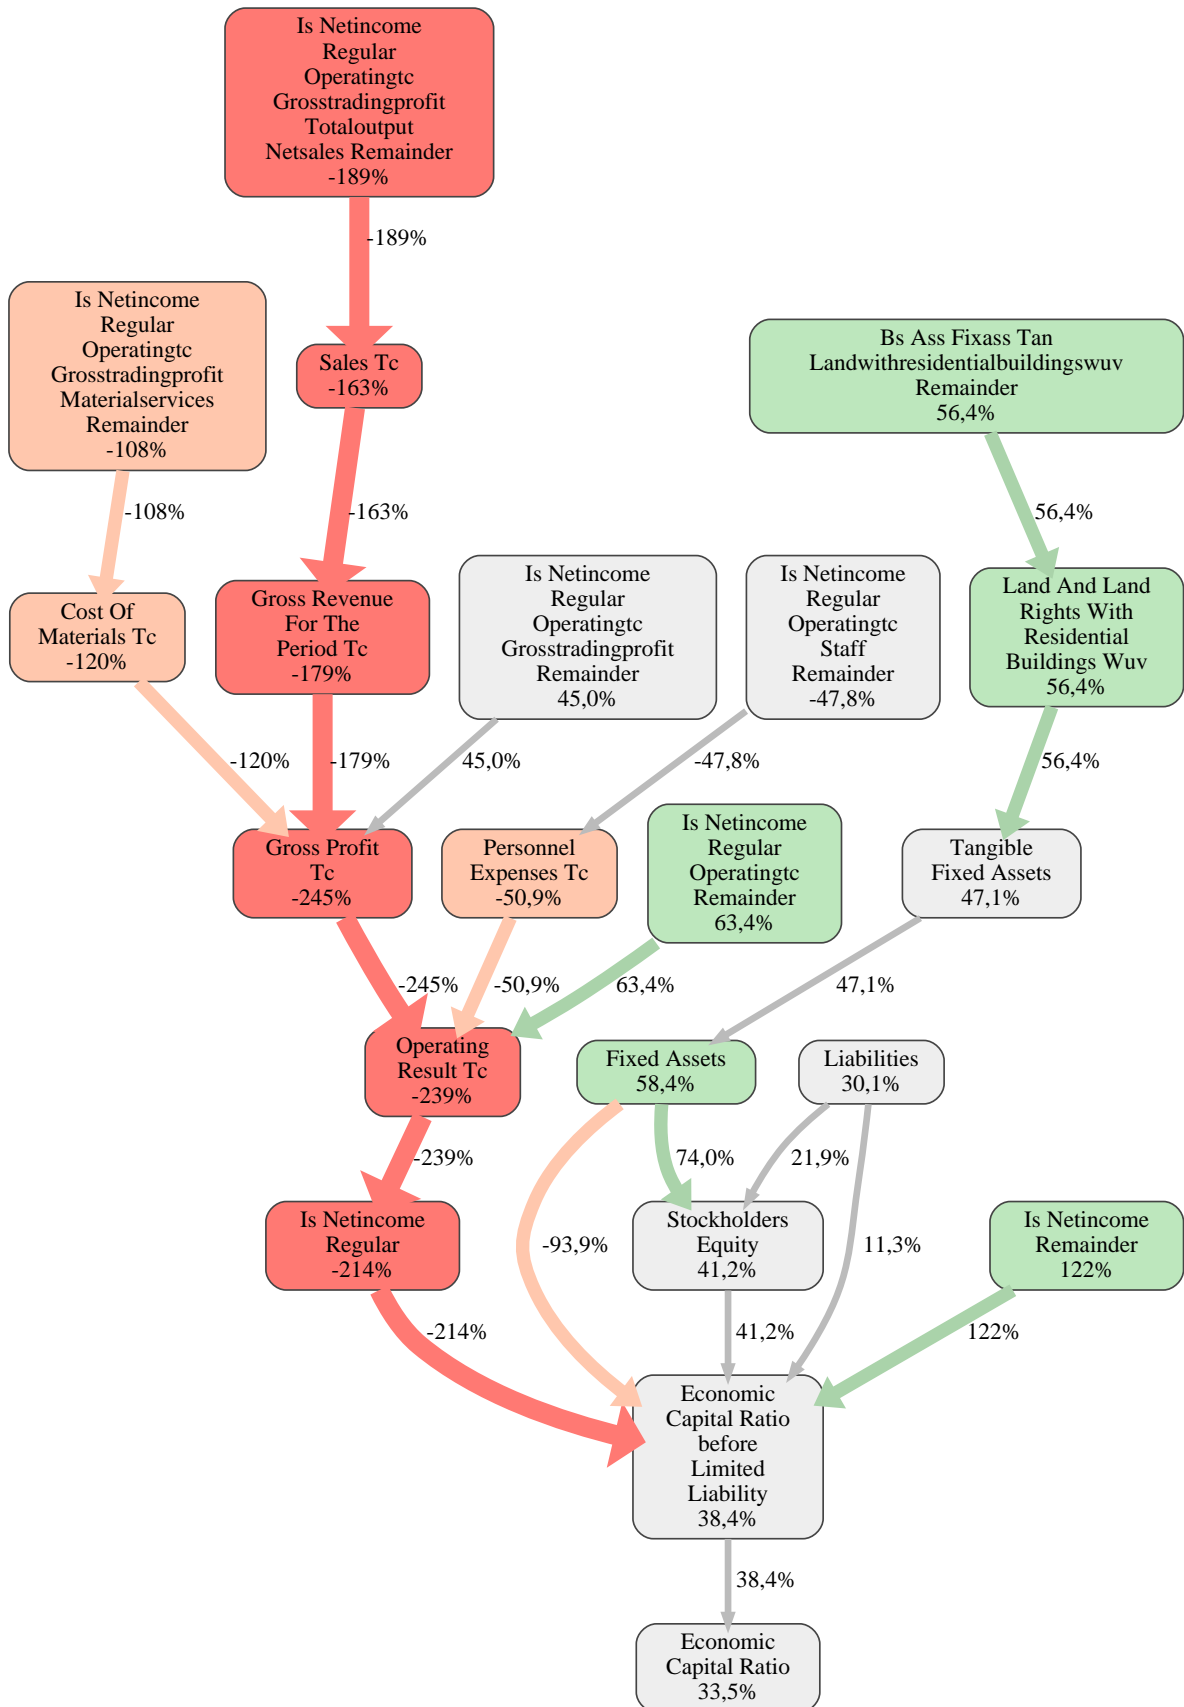 Is Netincome
Regular
Operatingtc
Grosstradingprofit
Totaloutput
Netsales Remainder
-189%
-189%
Is Netincome
Regular
Operatingtc
Grosstradingprofit
Materialservices
Remainder
-108%
Sales Tc
-163%
Bs Ass Fixass Tan
Landwithresidentialbuildingswuv
Remainder
56,4%
-108%
-163%
56,4%
Cost Of
Materials Tc
-120%
Gross Revenue
For The
Period Tc
-179%
Is Netincome
Regular
Operatingtc
Grosstradingprofit
Remainder
45,0%
Is Netincome
Regular
Operatingtc
Staff
Remainder
-47,8%
Land And Land
Rights With
Residential
Buildings Wuv
56,4%
-120%
-179%
45,0%
-47,8%
56,4%
Gross Profit
Tc
-245%
Personnel
Expenses Tc
-50,9%
Is Netincome
Regular
Operatingtc
Remainder
63,4%
Tangible
Fixed Assets
47,1%
-245%
-50,9%
63,4%
47,1%
Operating
Result Tc
-239%
Fixed Assets
58,4%
Liabilities
30,1%
-239%
74,0%
21,9%
Is Netincome
Regular
-214%
-93,9%
Stockholders
Equity
41,2%
11,3%
Is Netincome
Remainder
122%
-214%
41,2%
122%
Economic
Capital Ratio
before
Limited
Liability
38,4%
38,4%
Economic
Capital Ratio
33,5%